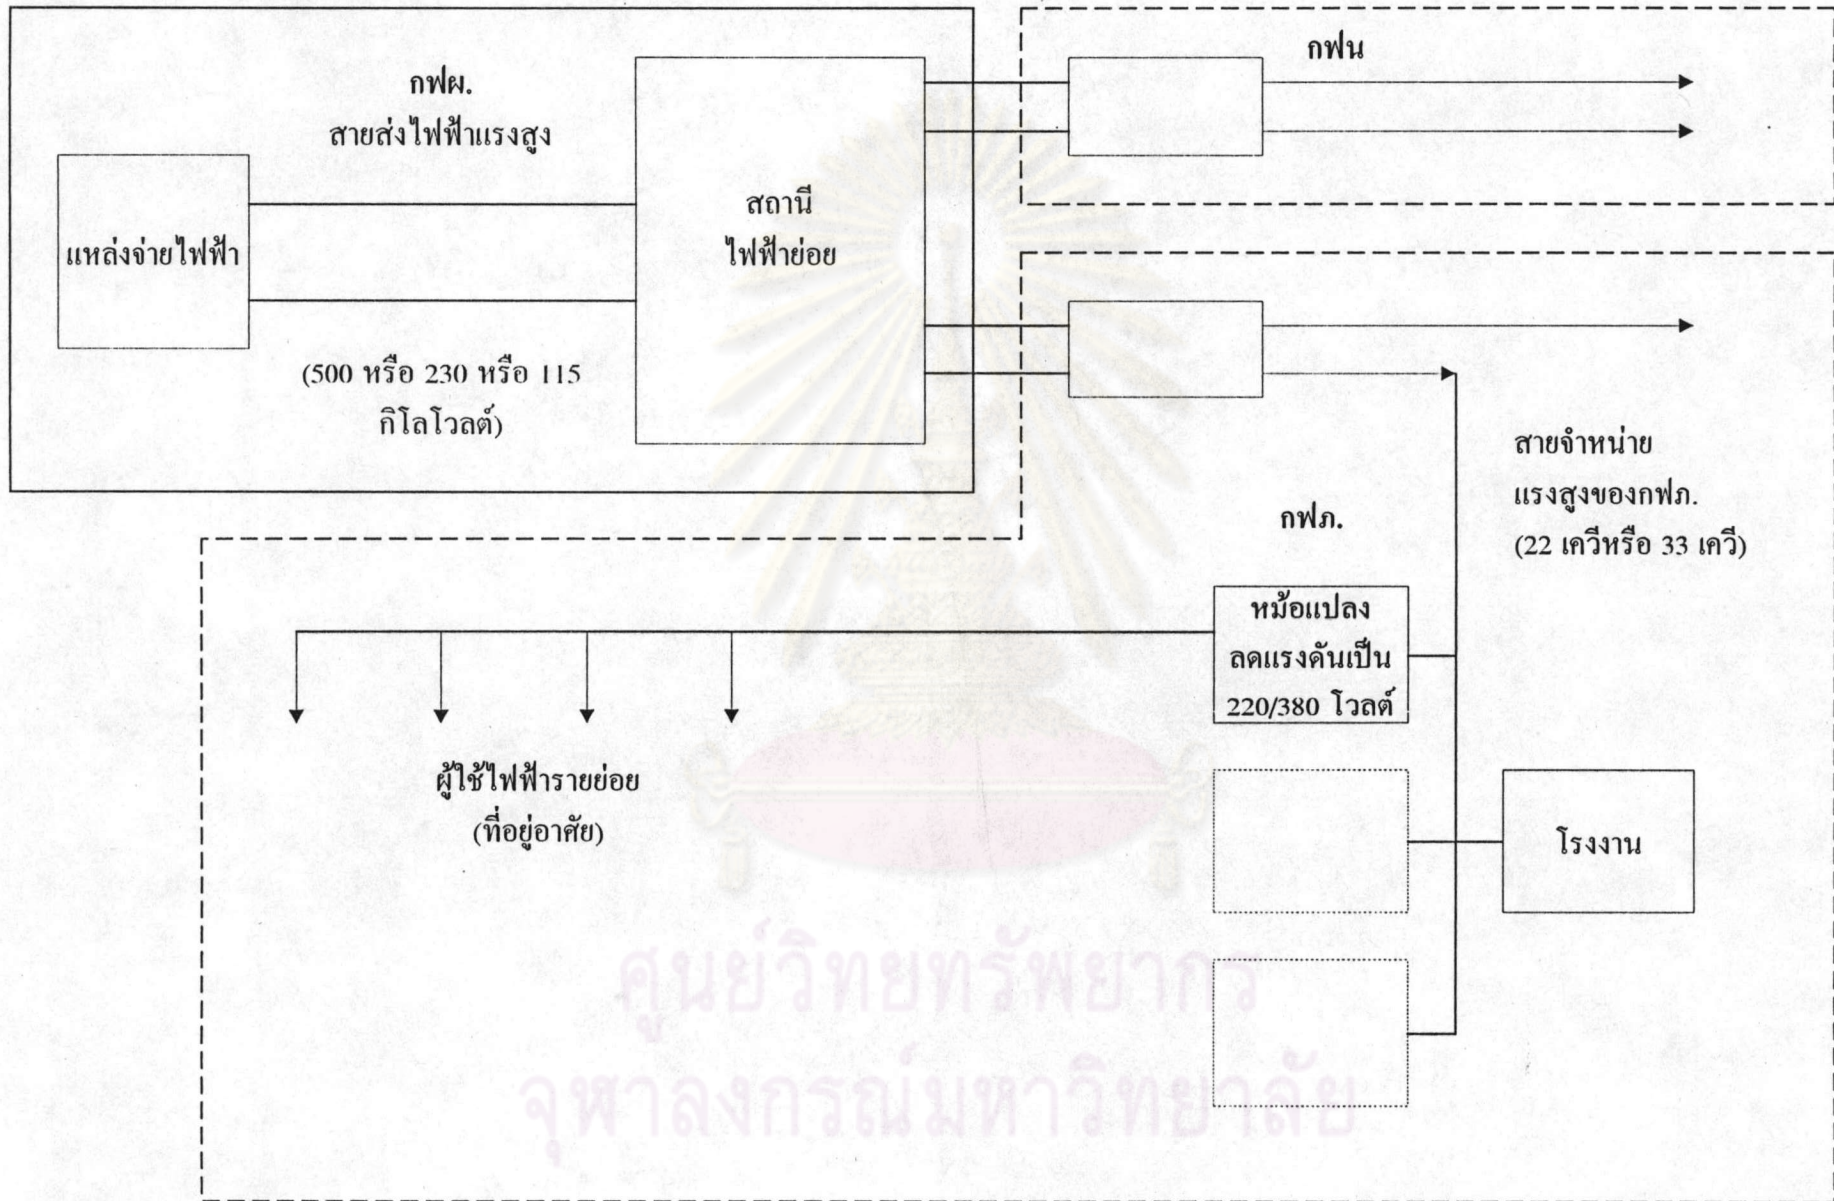 กฟผ.
สายส่งไฟฟ้าแรงสูง
แหล่งจ่ายไฟฟ้า
(500 หรือ 230 หรือ 115
กิโลโวลต์)
สถานี
ไฟฟ้าย่อย
กฟน
สายจำหน่าย
แรงสูงของกฟภ.
(22 เควีหรือ 33 เควี)
กฟภ.
หม้อแปลง
ลดแรงดันเป็น
220/380 โวลต์
ผู้ใช้ไฟฟ้ารายย่อย
(ที่อยู่อาศัย)
โรงงาน
ศูนย์วิทยทรัพยากร
จุฬาลงกรณ์มหาวิทยาลัย